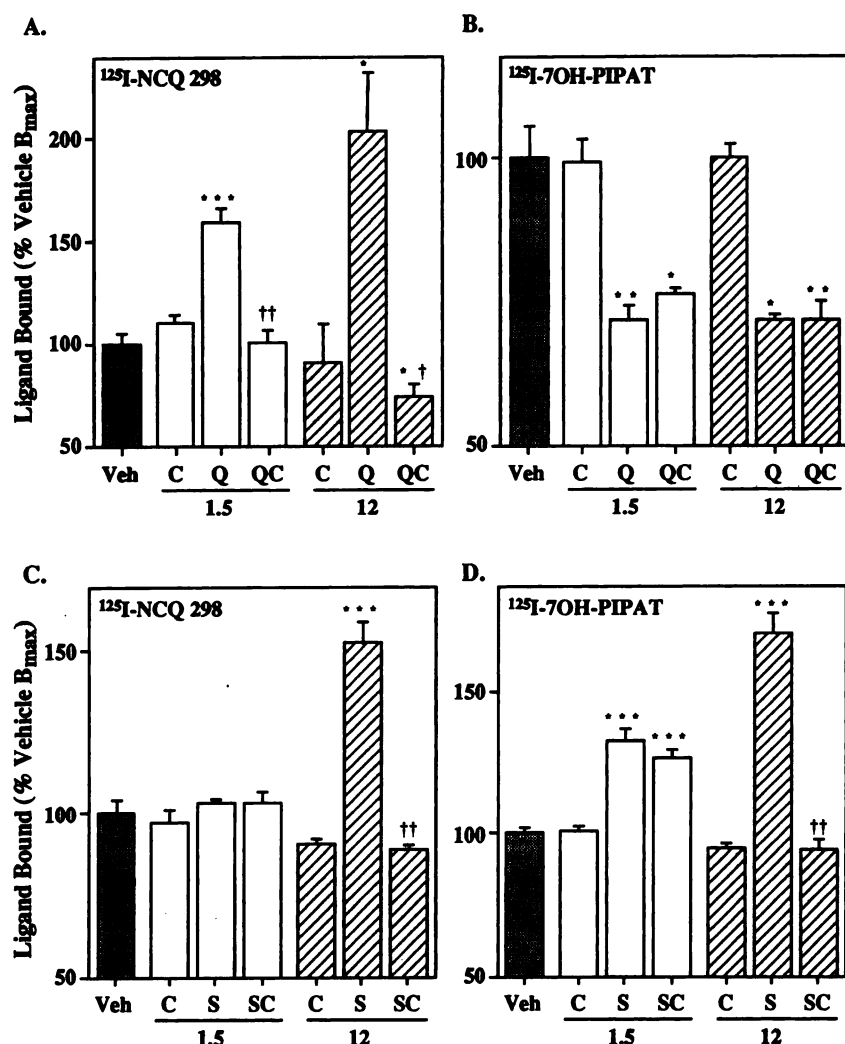 A.
¹²⁵I-NCQ 298
Ligand Bound (% Vehicle Bmax)
200
150
100
50
*
* * *
††
* †
Veh C Q QC C Q QC
1.5 12
B.
¹²⁵I-7OH-PIPAT
100
50
* *
*
*
* *
Veh C Q QC C Q QC
1.5 12
C.
¹²⁵I-NCQ 298
Ligand Bound (% Vehicle Bmax)
150
100
50
* * *
††
Veh C S SC C S SC
1.5 12
D.
¹²⁵I-7OH-PIPAT
150
100
50
* * *
* * *
* * *
††
Veh C S SC C S SC
1.5 12